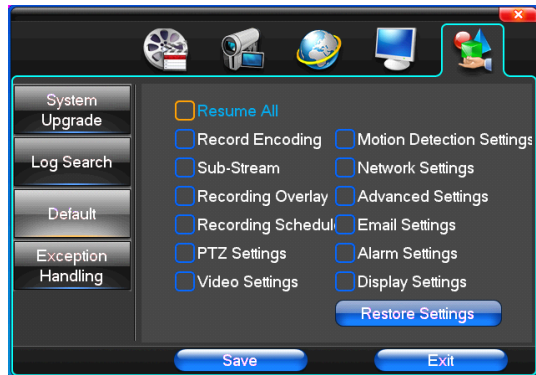 System
Upgrade
Log Search
Default
Exception
Handling
Resume All
Record Encoding
Motion Detection Settings
Sub-Stream
Network Settings
Recording Overlay
Advanced Settings
Recording Schedul
Email Settings
PTZ Settings
Alarm Settings
Video Settings
Display Settings
Restore Settings
Save
Exit